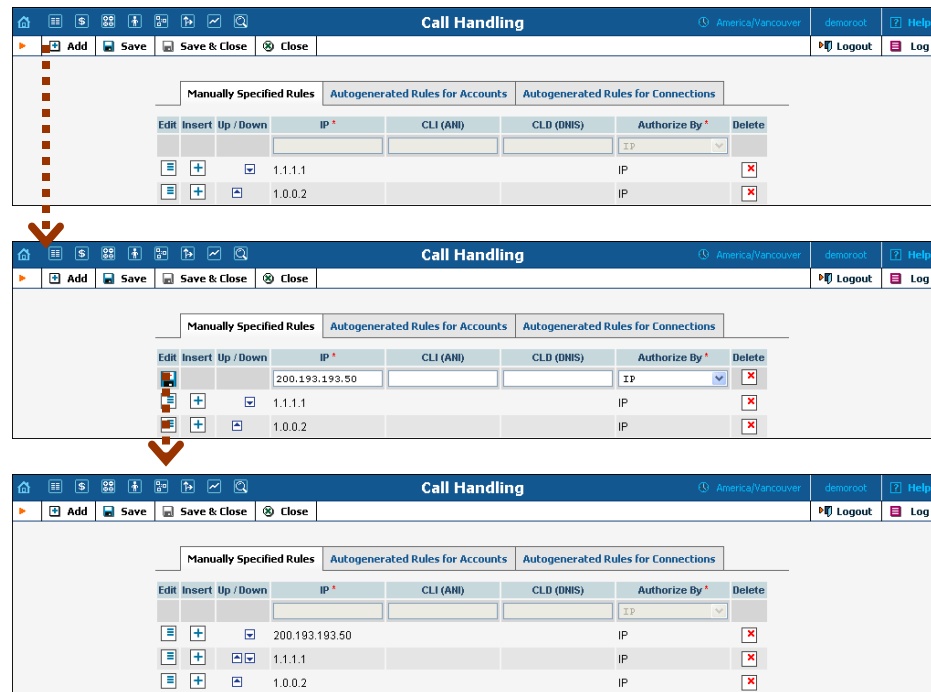 Call Handling America/Vancouver demoroot ? Help
Add Save Save & Close Close Logout Log
Manually Specified Rules Autogenerated Rules for Accounts Autogenerated Rules for Connections
Edit Insert Up / Down IP * CLI (ANI) CLD (DNIS) Authorize By * Delete
IP
1.1.1.1 IP
1.0.0.2 IP
Call Handling America/Vancouver demoroot ? Help
Add Save Save & Close Close Logout Log
Manually Specified Rules Autogenerated Rules for Accounts Autogenerated Rules for Connections
Edit Insert Up / Down IP * CLI (ANI) CLD (DNIS) Authorize By * Delete
200.193.193.50 IP
1.1.1.1 IP
1.0.0.2 IP
Call Handling America/Vancouver demoroot ? Help
Add Save Save & Close Close Logout Log
Manually Specified Rules Autogenerated Rules for Accounts Autogenerated Rules for Connections
Edit Insert Up / Down IP * CLI (ANI) CLD (DNIS) Authorize By * Delete
IP
200.193.193.50 IP
1.1.1.1 IP
1.0.0.2 IP